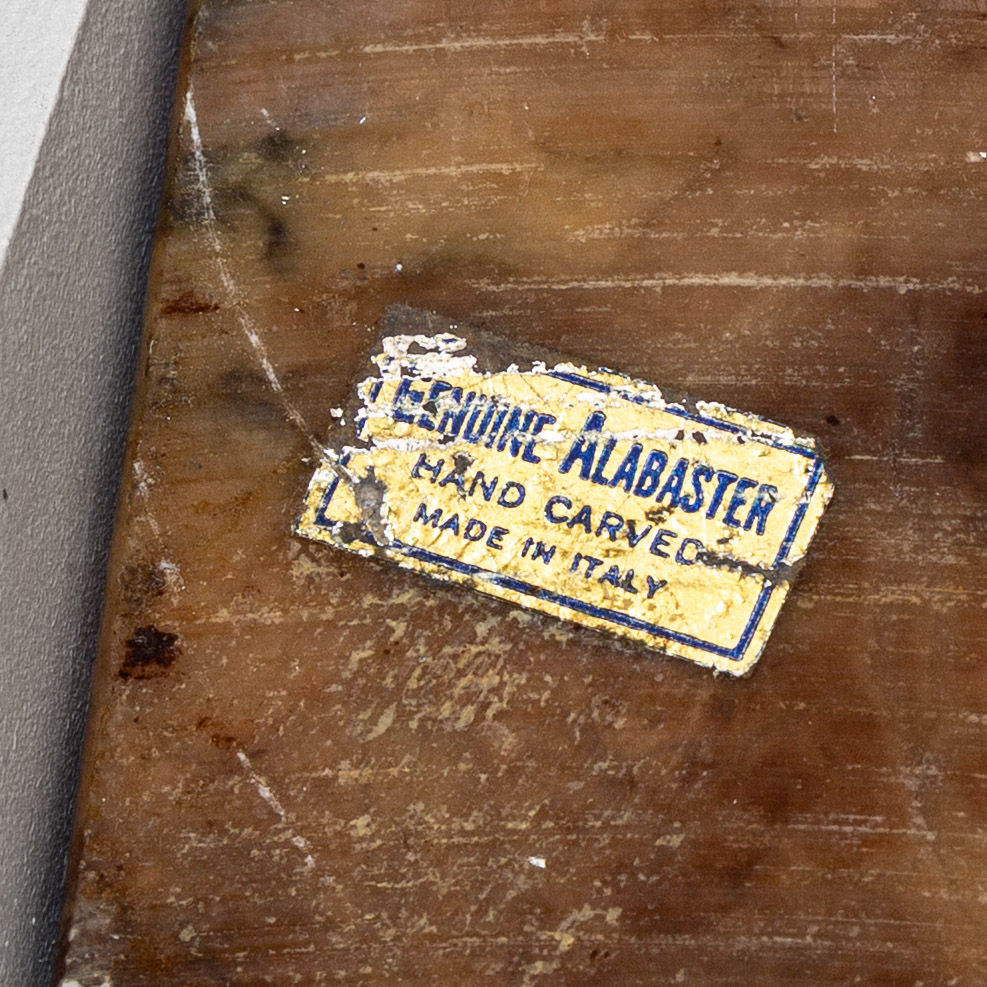 GENUINE ALABASTER
HAND CARVED
MADE IN ITALY